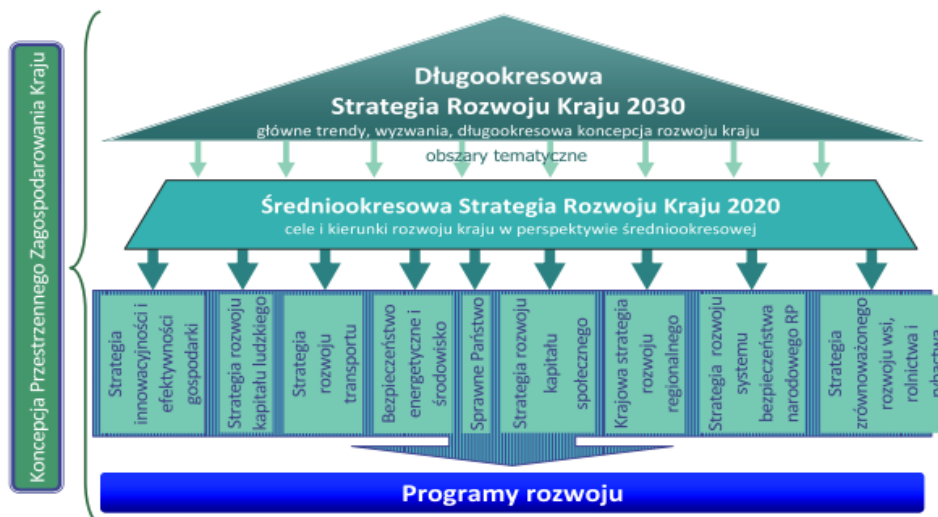 Koncepcja Przestrzennego Zagospodarowania Kraju
Długookresowa
Strategia Rozwoju Kraju 2030
główne trendy, wyzwania, długookresowa koncepcja rozwoju kraju
obszary tematyczne
Średniookresowa Strategia Rozwoju Kraju 2020
cele i kierunki rozwoju kraju w perspektywie średniookresowej
Strategia
innowacyjności i
efektywności
gospodarki
Strategia rozwoju
kapitału ludzkiego
Strategia
rozwoju
transportu
Bezpieczeństwo
energetyczne i
środowisko
Sprawne Państwo
Strategia rozwoju
kapitału
społecznego
Krajowa strategia
rozwoju
regionalnego
Strategia rozwoju
systemu
bezpieczeństwa
narodowego RP
Strategia
zrównoważonego
rozwoju wsi,
rolnictwa i
Programy rozwoju